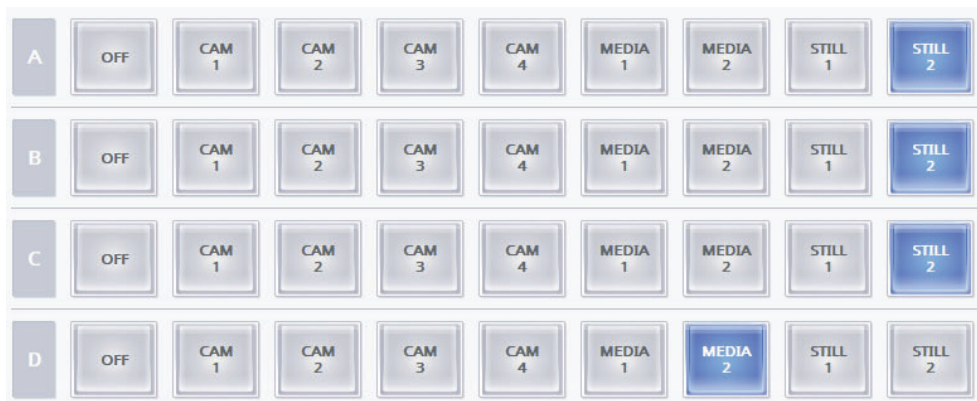 A OFF CAM 1 CAM 2 CAM 3 CAM 4 MEDIA 1 MEDIA 2 STILL 1 STILL 2
B OFF CAM 1 CAM 2 CAM 3 CAM 4 MEDIA 1 MEDIA 2 STILL 1 STILL 2
C OFF CAM 1 CAM 2 CAM 3 CAM 4 MEDIA 1 MEDIA 2 STILL 1 STILL 2
D OFF CAM 1 CAM 2 CAM 3 CAM 4 MEDIA 1 MEDIA 2 STILL 1 STILL 2